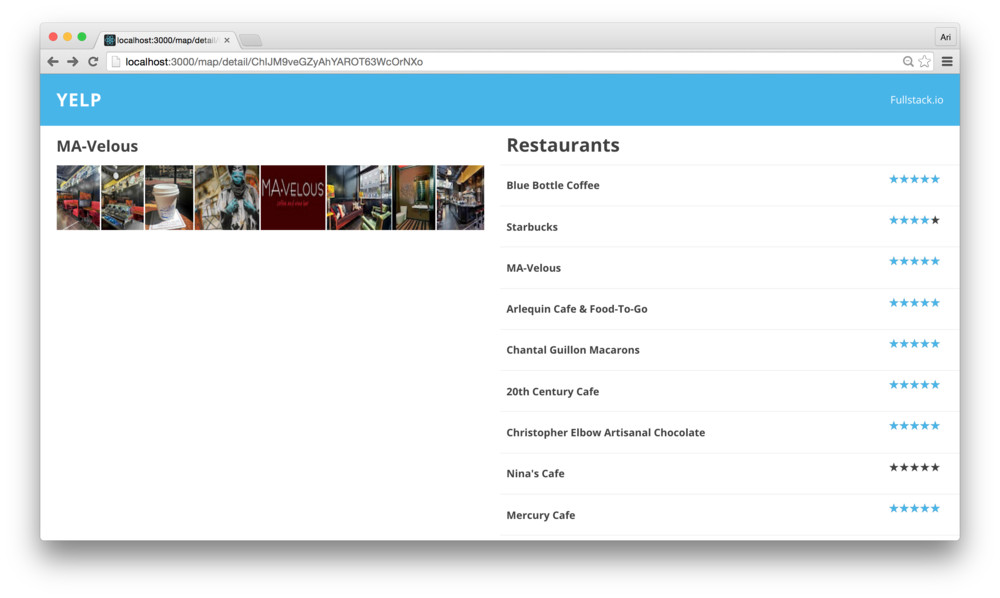 localhost:3000/map/detail/
Ari
localhost:3000/map/detail/ChIJM9veGZyAhYAROT63WcOrNXo
YELP
Fullstack.io
MA-Velous
MA-VELOUS
Restaurants
Blue Bottle Coffee
Starbucks
MA-Velous
Arlequin Cafe & Food-To-Go
Chantal Guillon Macarons
20th Century Cafe
Christopher Elbow Artisanal Chocolate
Nina's Cafe
Mercury Cafe